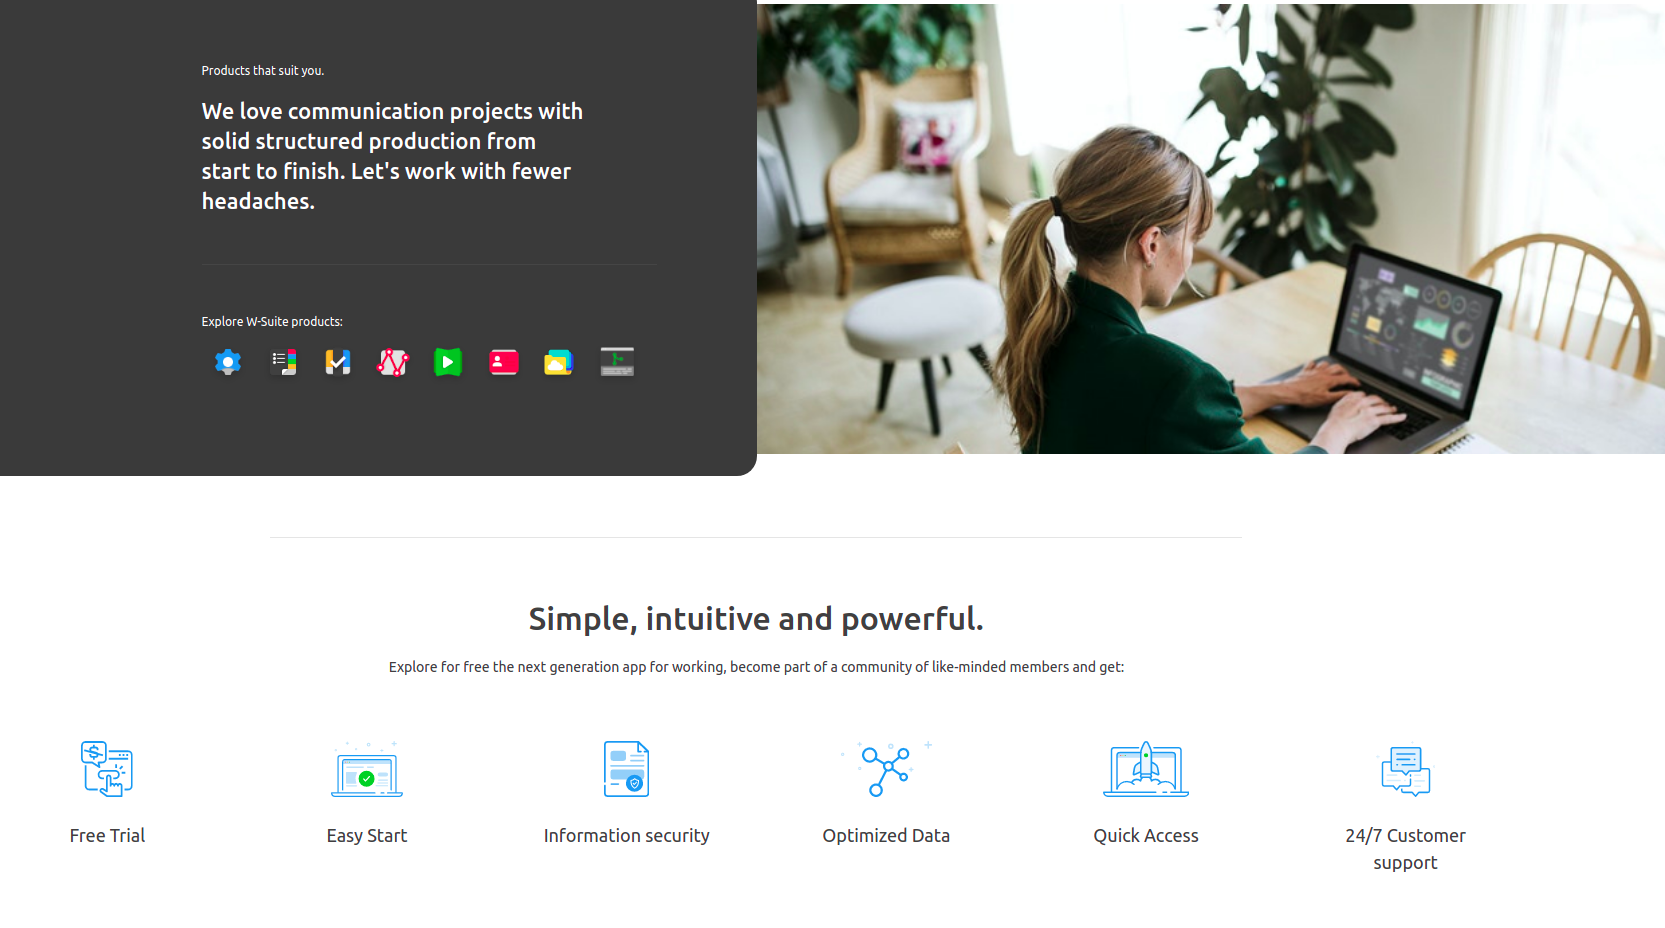 Products that suit you.
We love communication projects with
solid structured production from
start to finish. Let's work with fewer
headaches.
Explore W-Suite products:
Simple, intuitive and powerful.
Explore for free the next generation app for working, become part of a community of like-minded members and get:
Free Trial
Easy Start
Information security
Optimized Data
Quick Access
24/7 Customer
support